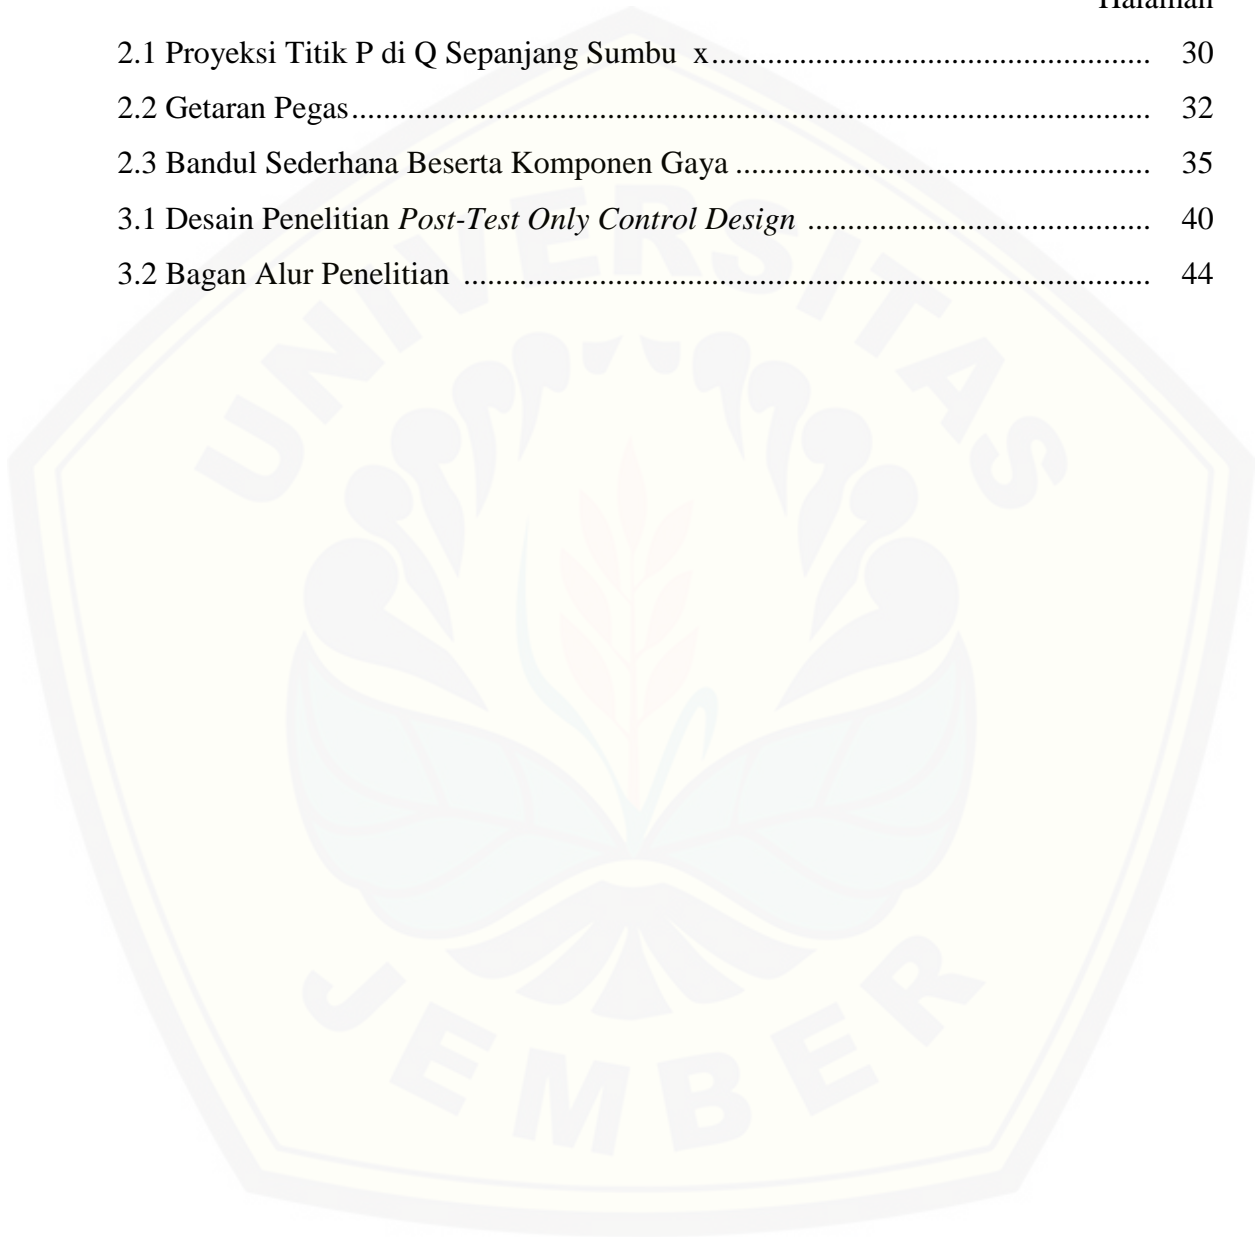 Halaman
2.1 Proyeksi Titik P di Q Sepanjang Sumbu  x..................................................... 30
2.2 Getaran Pegas................................................................................................. 32
2.3 Bandul Sederhana Beserta Komponen Gaya .................................................. 35
3.1 Desain Penelitian Post-Test Only Control Design ......................................... 40
3.2 Bagan Alur Penelitian ................................................................................... 44
UNIVERSITAS
JEMBER